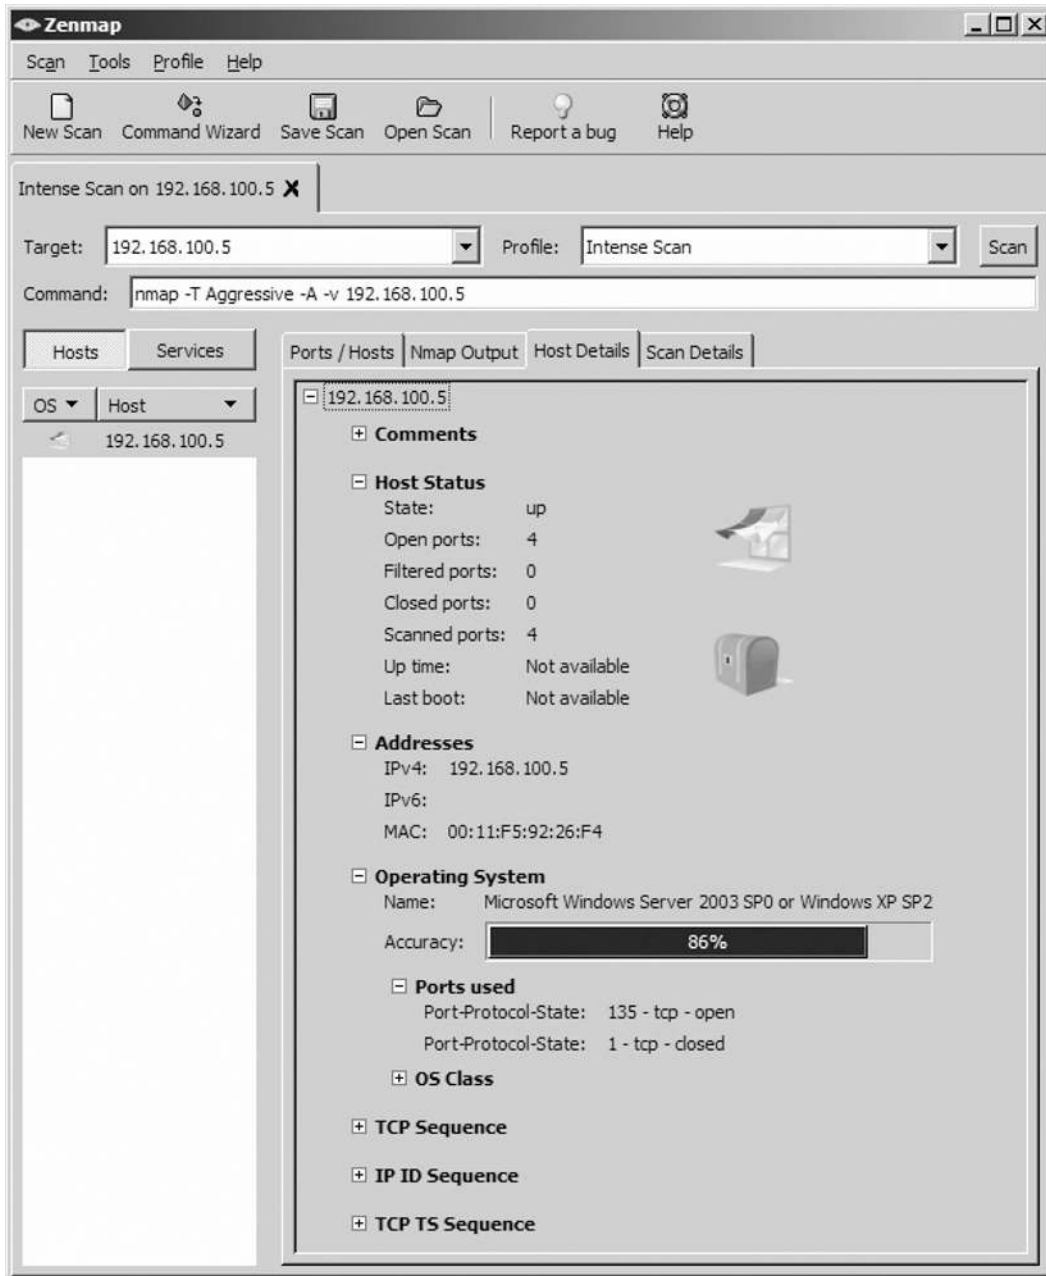 Zenmap
Scan Tools Profile Help
New Scan Command Wizard Save Scan Open Scan Report a bug Help
Intense Scan on 192.168.100.5
Target: 192.168.100.5 Profile: Intense Scan Scan
Command: nmap -T Aggressive -A -v 192.168.100.5
Hosts Services
OS Host
192.168.100.5
Ports / Hosts Nmap Output Host Details Scan Details
192.168.100.5
Comments
Host Status
State: up
Open ports: 4
Filtered ports: 0
Closed ports: 0
Scanned ports: 4
Up time: Not available
Last boot: Not available
Addresses
IPv4: 192.168.100.5
IPv6:
MAC: 00:11:F5:92:26:F4
Operating System
Name: Microsoft Windows Server 2003 SP0 or Windows XP SP2
Accuracy: 86%
Ports used
Port-Protocol-State: 135 - tcp - open
Port-Protocol-State: 1 - tcp - closed
OS Class
TCP Sequence
IP ID Sequence
TCP TS Sequence